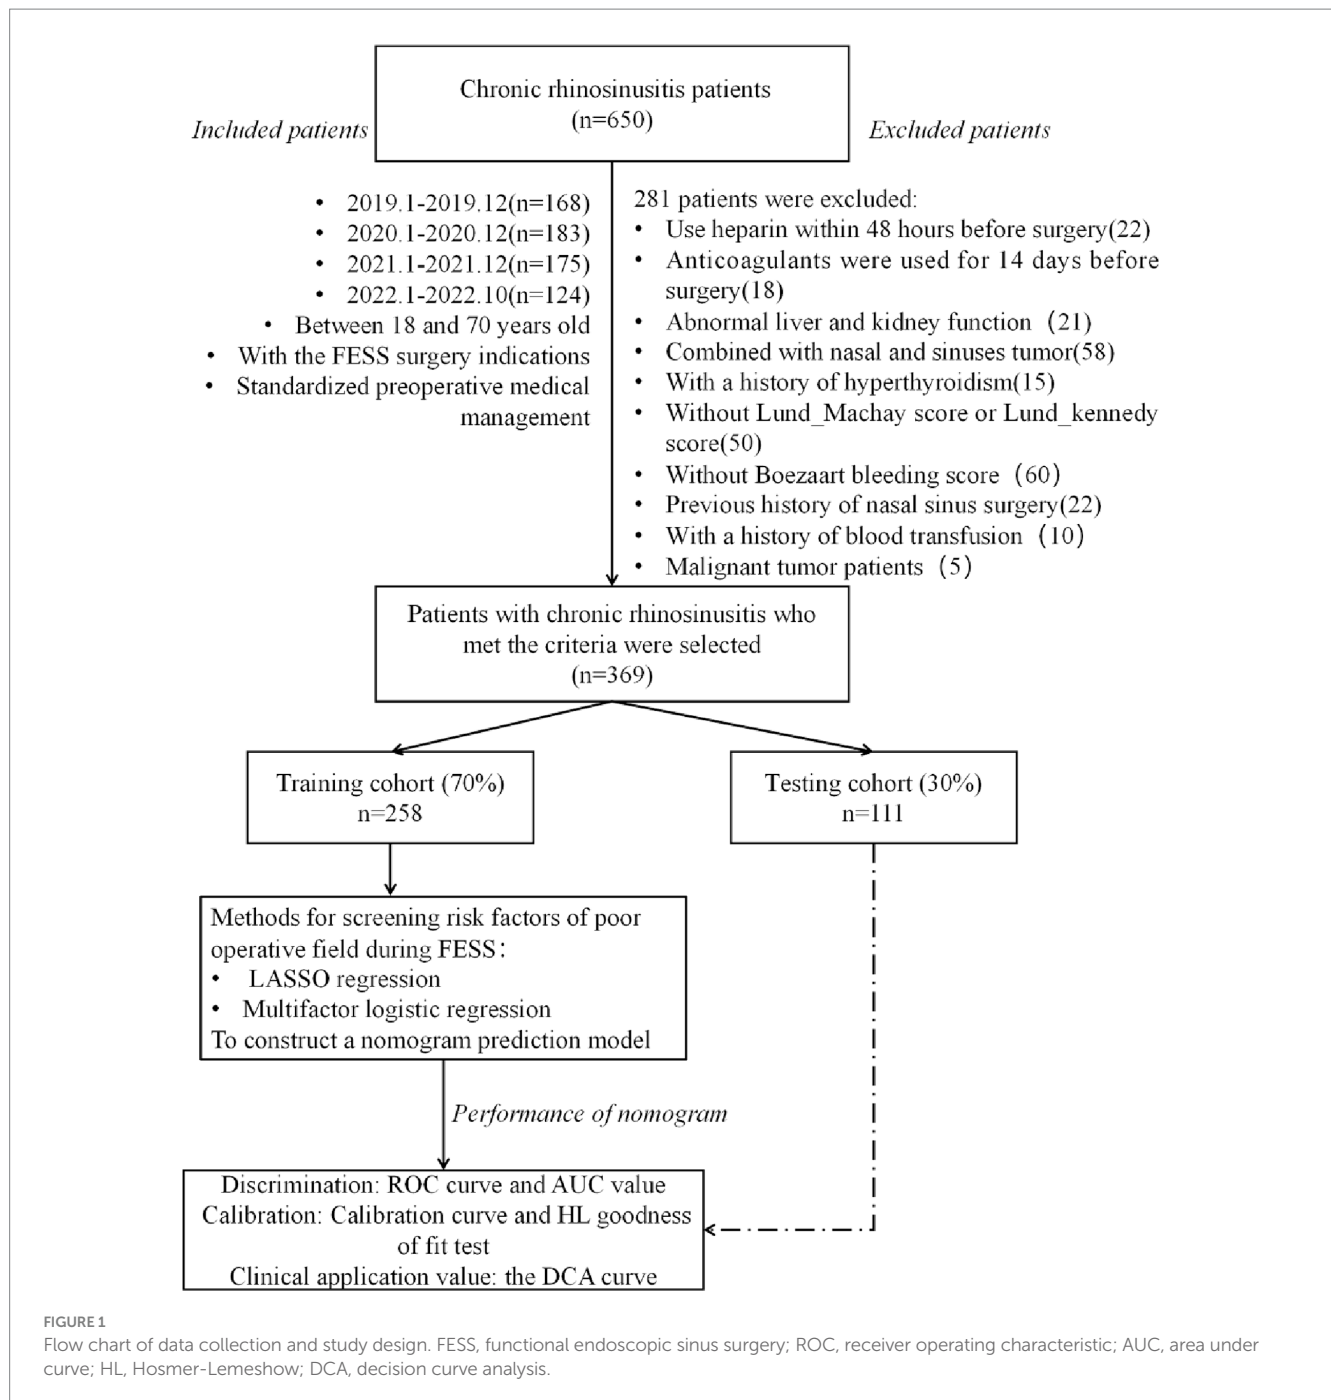 Chronic rhinosinusitis patients
(n=650)
Included patients
Excluded patients
• 2019.1-2019.12(n=168)
• 2020.1-2020.12(n=183)
• 2021.1-2021.12(n=175)
• 2022.1-2022.10(n=124)
• Between 18 and 70 years old
• With the FESS surgery indications
• Standardized preoperative medical
management
281 patients were excluded:
• Use heparin within 48 hours before surgery(22)
• Anticoagulants were used for 14 days before
surgery(18)
• Abnormal liver and kidney function（21)
• Combined with nasal and sinuses tumor(58)
• With a history of hyperthyroidism(15)
• Without Lund_Machay score or Lund_kennedy
score(50)
• Without Boezaart bleeding score（60)
• Previous history of nasal sinus surgery(22)
• With a history of blood transfusion（10)
• Malignant tumor patients（5)
Patients with chronic rhinosinusitis who
met the criteria were selected
(n=369)
Training cohort (70%)
n=258
Testing cohort (30%)
n=111
Methods for screening risk factors of poor
operative field during FESS：
• LASSO regression
• Multifactor logistic regression
To construct a nomogram prediction model
Performance of nomogram
Discrimination: ROC curve and AUC value
Calibration: Calibration curve and HL goodness
of fit test
Clinical application value: the DCA curve
FIGURE 1
Flow chart of data collection and study design. FESS, functional endoscopic sinus surgery; ROC, receiver operating characteristic; AUC, area under
curve; HL, Hosmer-Lemeshow; DCA, decision curve analysis.